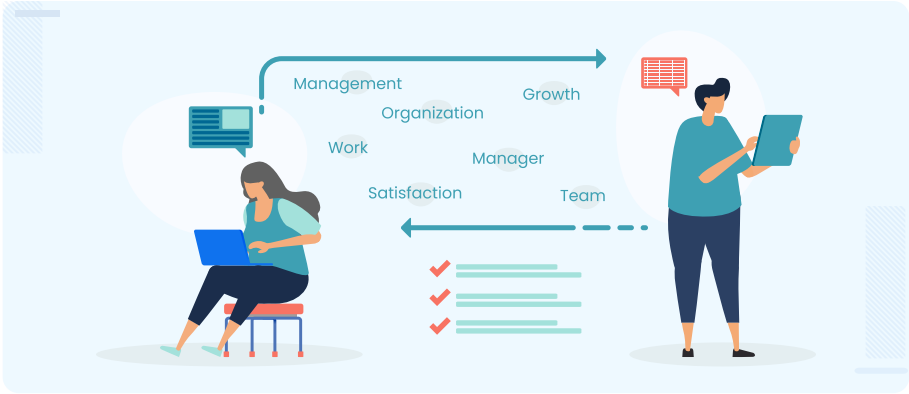 Management
Growth
Organization
Work
Manager
Satisfaction
Team